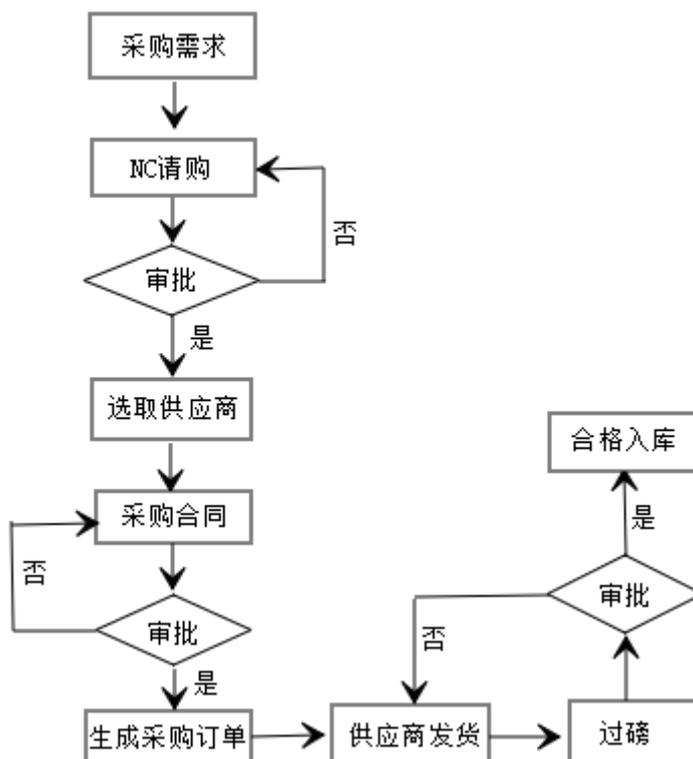 采购需求
NC请购
否
审批
是
选取供应商
采购合同
否
审批
是
生成采购订单
供应商发货
过磅
否
审批
是
合格入库